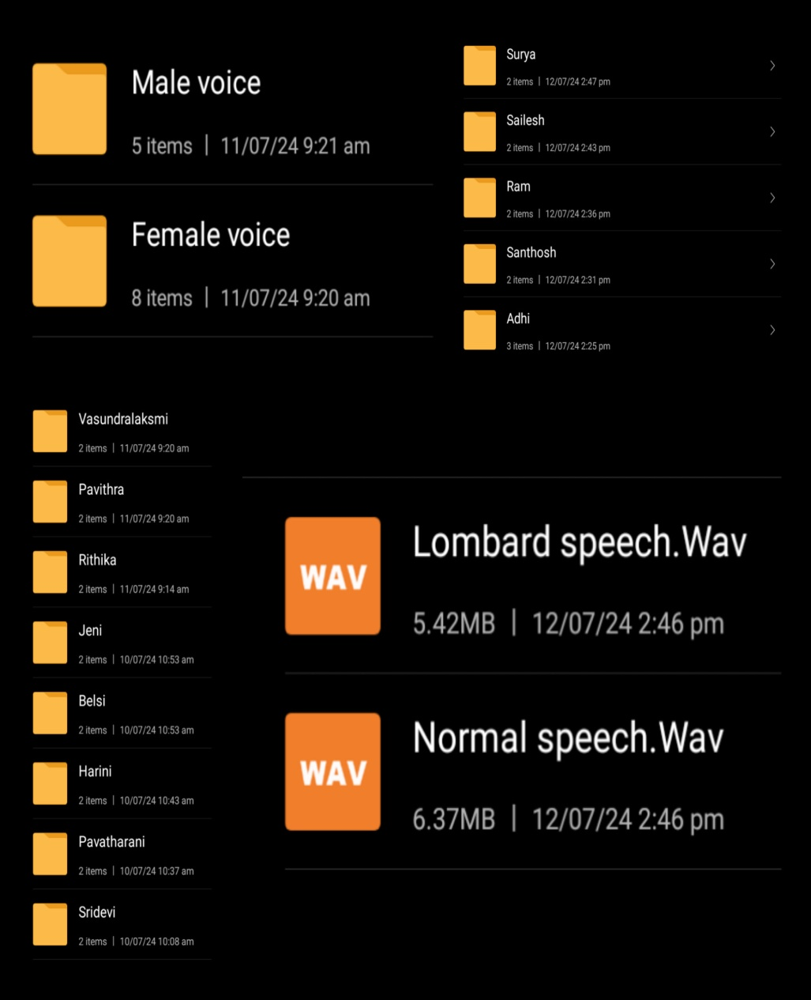 Male voice
5 items | 11/07/24 9:21 am
Female voice
8 items | 11/07/24 9:20 am
Surya
2 items | 12/07/24 2:47 pm
Sailesh
2 items | 12/07/24 2:43 pm
Ram
2 items | 12/07/24 2:36 pm
Santhosh
2 items | 12/07/24 2:31 pm
Adhi
3 items | 12/07/24 2:25 pm
Vasundralaksmi
2 items | 11/07/24 9:20 am
Pavithra
2 items | 11/07/24 9:20 am
Rithika
2 items | 11/07/24 9:14 am
Jeni
2 items | 10/07/24 10:53 am
Belsi
2 items | 10/07/24 10:53 am
Harini
2 items | 10/07/24 10:43 am
Pavatharani
2 items | 10/07/24 10:37 am
Sridevi
2 items | 10/07/24 10:08 am
WAV
Lombard speech.Wav
5.42MB | 12/07/24 2:46 pm
WAV
Normal speech.Wav
6.37MB | 12/07/24 2:46 pm